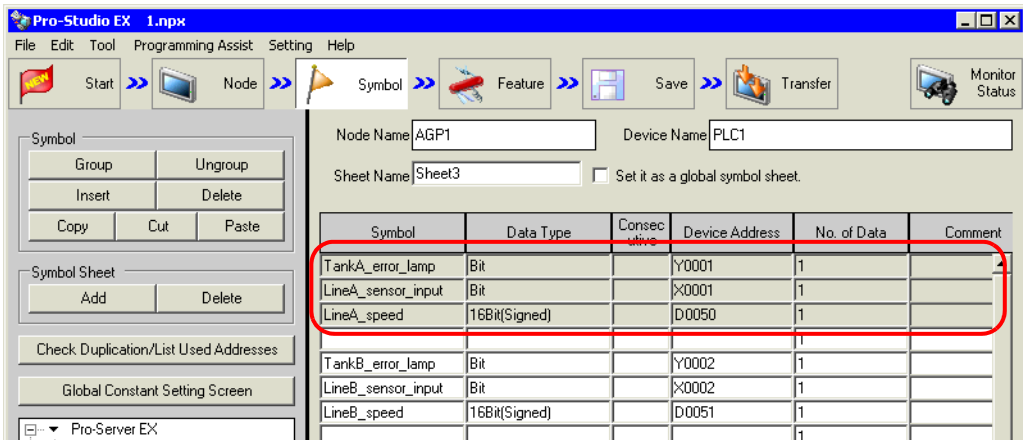 Pro-Studio EX 1.npx
File Edit Tool Programming Assist Setting Help
NEW Start Node Symbol Feature Save Transfer Monitor Status
Symbol
Group Ungroup
Insert Delete
Copy Cut Paste
Symbol Sheet
Add Delete
Check Duplication/List Used Addresses
Global Constant Setting Screen
Pro-Server EX
Node Name AGP1 Device Name PLC1
Sheet Name Sheet3 Set it as a global symbol sheet.
Symbol Data Type Consec utive Device Address No. of Data Comment
TankA_error_lamp Bit Y0001 1
LineA_sensor_input Bit X0001 1
LineA_speed 16Bit(Signed) D0050 1
1
TankB_error_lamp Bit Y0002 1
LineB_sensor_input Bit X0002 1
LineB_speed 16Bit(Signed) D0051 1
1